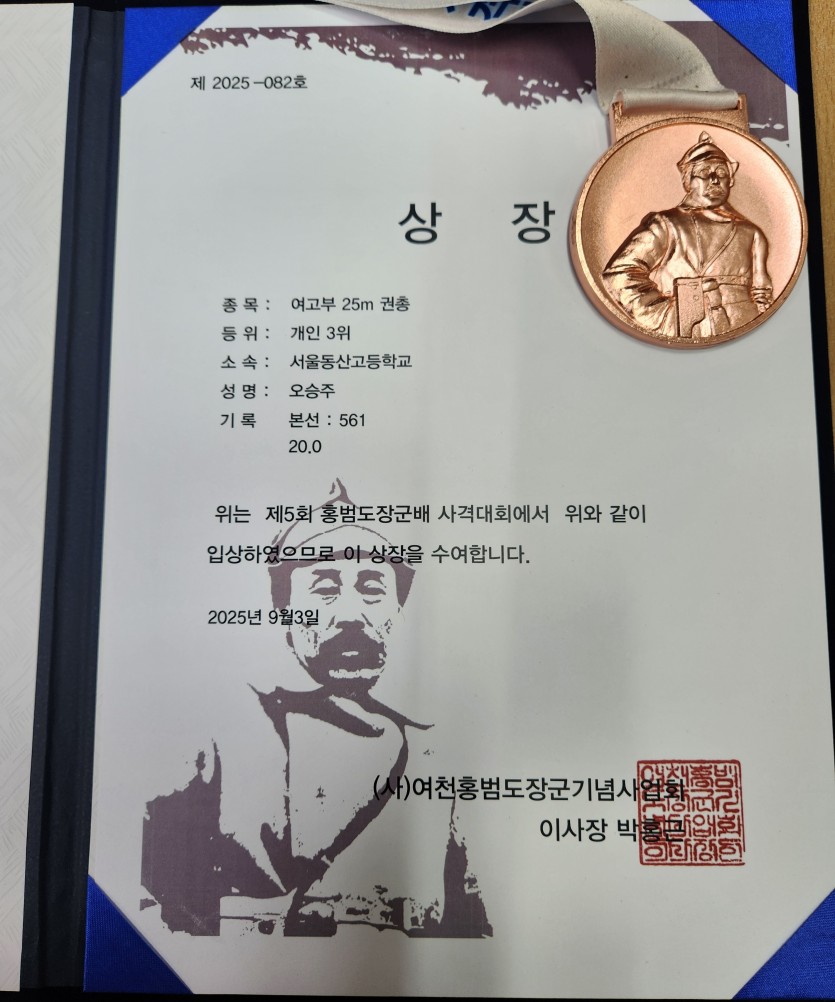 제 2025-082호
상 장
종 목 : 여고부 25m 권총
등 위 : 개인 3위
소 속 : 서울동산고등학교
성 명 : 오승주
기 록 본선 : 561
20.0
위는 제5회 홍범도장군배 사격대회에서 위와 같이
입상하였으므로 이 상장을 수여합니다.
2025년 9월3일
(사)여천홍범도장군기념사업회
이사장 박홍근